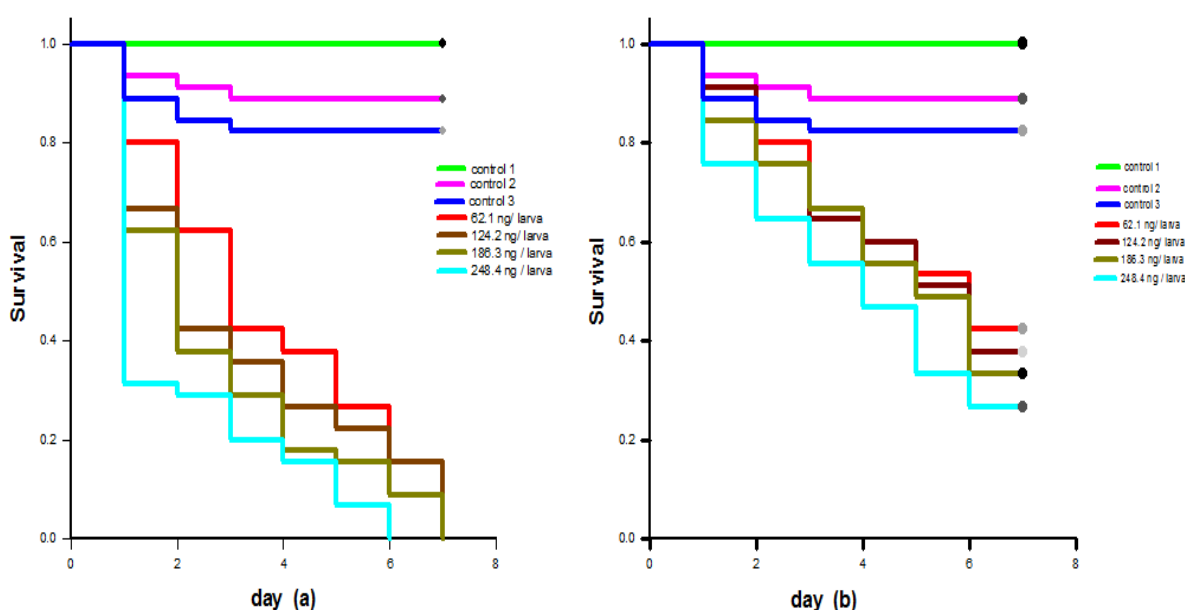 1.0
0.8
0.6
0.4
0.2
0.0
Survival
0
2
4
6
8
day (a)
control 1
control 2
control 3
62.1 ng/ larva
124.2 ng/ larva
186.3 ng / larva
248.4 ng / larva
1.0
0.8
0.6
0.4
0.2
0.0
Survival
0
2
4
6
8
day (b)
control 1
control 2
control 3
62.1 ng/ larva
124.2 ng/ larva
186.3 ng/ larva
248.4 ng / larva